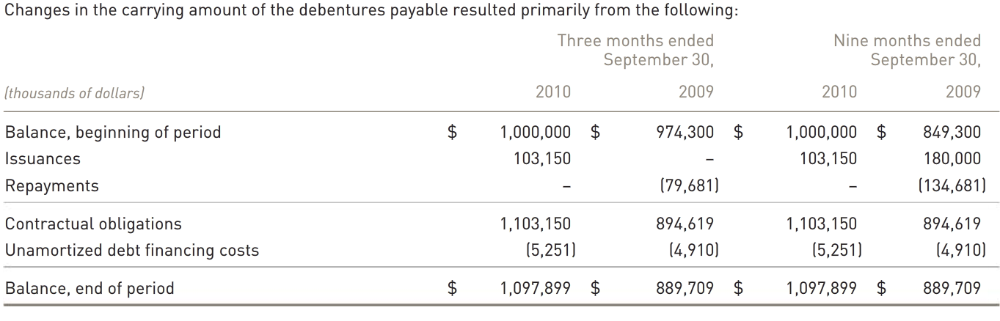 Changes in the carrying amount of the debentures payable resulted primarily from the following:
Three months ended Nine months ended
September 30, September 30,
(thousands of dollars) 2010 2009 2010 2009
Balance, beginning of period $ 1,000,000 $ 974,300 $ 1,000,000 $ 849,300
Issuances 103,150 – 103,150 180,000
Repayments – (79,681) – (134,681)
Contractual obligations 1,103,150 894,619 1,103,150 894,619
Unamortized debt financing costs (5,251) (4,910) (5,251) (4,910)
Balance, end of period $ 1,097,899 $ 889,709 $ 1,097,899 $ 889,709